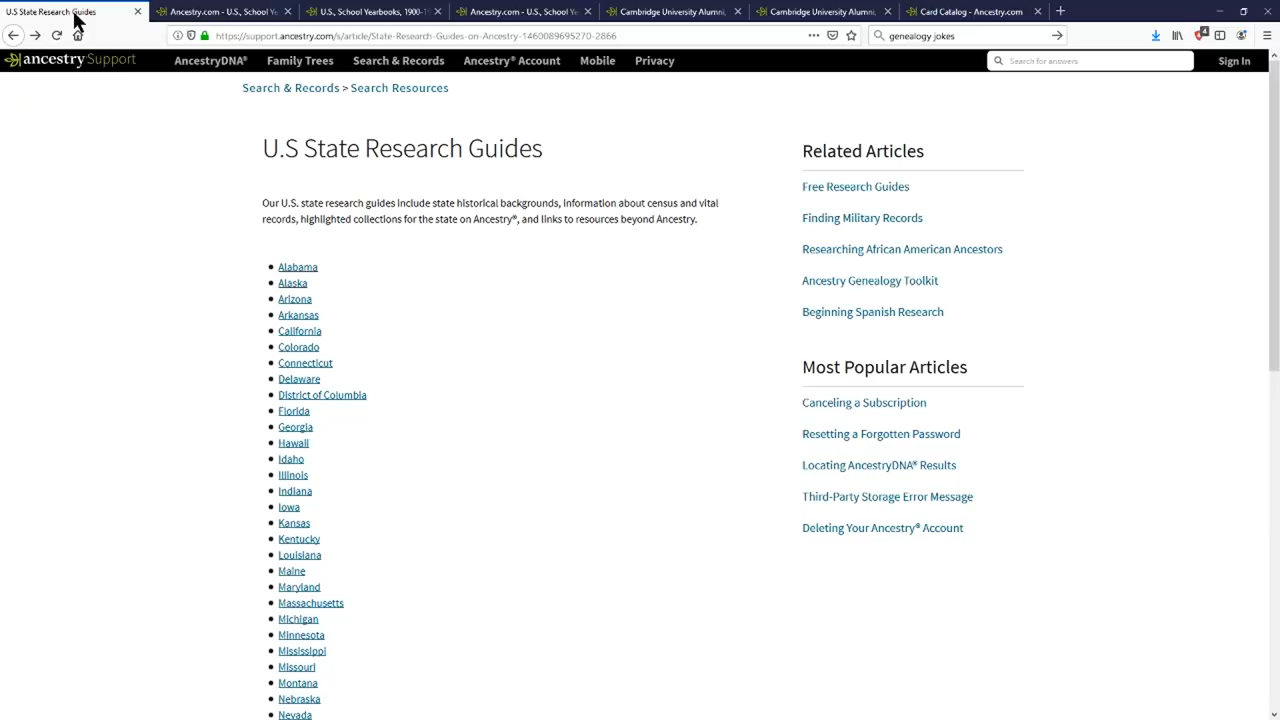 U.S State Research Guides
Ancestry.com - U.S., School Ye
U.S., School Yearbooks, 1900-1
Ancestry.com - U.S., School Ye
Cambridge University Alumni,
Cambridge University Alumni,
Card Catalog - Ancestry.com
https://support.ancestry.com/s/article/State-Research-Guides-on-Ancestry-1460089695270-2866
genealogy jokes
4
ancestry Support
AncestryDNA®
Family Trees
Search & Records
Ancestry® Account
Mobile
Privacy
Search for answers
Sign In
Search & Records > Search Resources
U.S State Research Guides
Our U.S. state research guides include state historical backgrounds, information about census and vital
records, highlighted collections for the state on Ancestry®, and links to resources beyond Ancestry.
Alabama
Alaska
Arizona
Arkansas
California
Colorado
Connecticut
Delaware
District of Columbia
Florida
Georgia
Hawaii
Idaho
Illinois
Indiana
Iowa
Kansas
Kentucky
Louisiana
Maine
Maryland
Massachusetts
Michigan
Minnesota
Mississippi
Missouri
Montana
Nebraska
Nevada
Related Articles
Free Research Guides
Finding Military Records
Researching African American Ancestors
Ancestry Genealogy Toolkit
Beginning Spanish Research
Most Popular Articles
Canceling a Subscription
Resetting a Forgotten Password
Locating AncestryDNA® Results
Third-Party Storage Error Message
Deleting Your Ancestry® Account